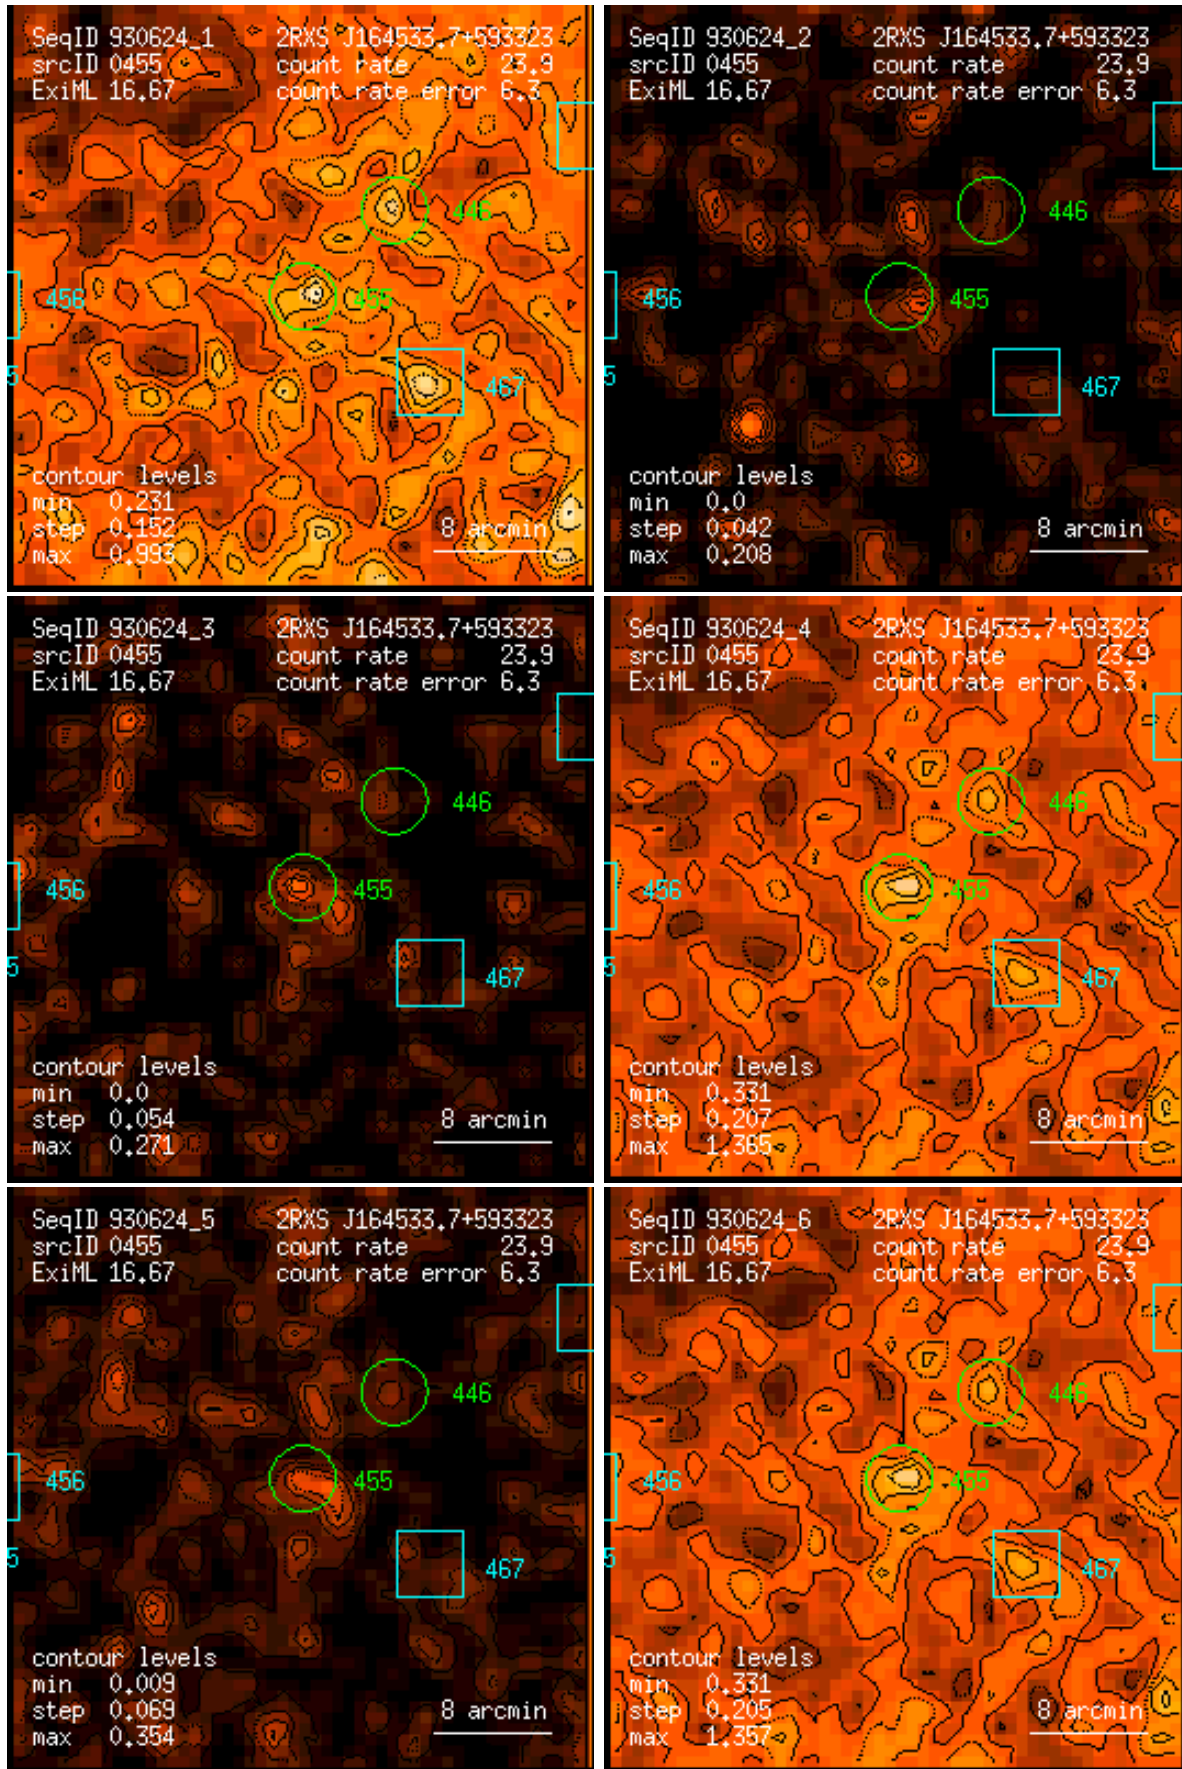 SeqID 930624_1 2RXS J164533.7+593323
srcID 0455 count rate 23.9
ExiML 16.67 count rate error 6.3
446
456 455
5 467
contour levels
min 0.231
step 0.152 8 arcmin
max 0.993
SeqID 930624_2 2RXS J164533.7+593323
srcID 0455 count rate 23.9
ExiML 16.67 count rate error 6.3
446
456 455
5 467
contour levels
min 0.0
step 0.042 8 arcmin
max 0.208
SeqID 930624_3 2RXS J164533.7+593323
srcID 0455 count rate 23.9
ExiML 16.67 count rate error 6.3
446
456 455
5 467
contour levels
min 0.0
step 0.054 8 arcmin
max 0.271
SeqID 930624_4 2RXS J164533.7+593323
srcID 0455 count rate 23.9
ExiML 16.67 count rate error 6.3
446
456 455
5 467
contour levels
min 0.331
step 0.207 8 arcmin
max 1.365
SeqID 930624_5 2RXS J164533.7+593323
srcID 0455 count rate 23.9
ExiML 16.67 count rate error 6.3
446
456 455
5 467
contour levels
min 0.009
step 0.069 8 arcmin
max 0.354
SeqID 930624_6 2RXS J164533.7+593323
srcID 0455 count rate 23.9
ExiML 16.67 count rate error 6.3
446
456 455
5 467
contour levels
min 0.331
step 0.205 8 arcmin
max 1.357